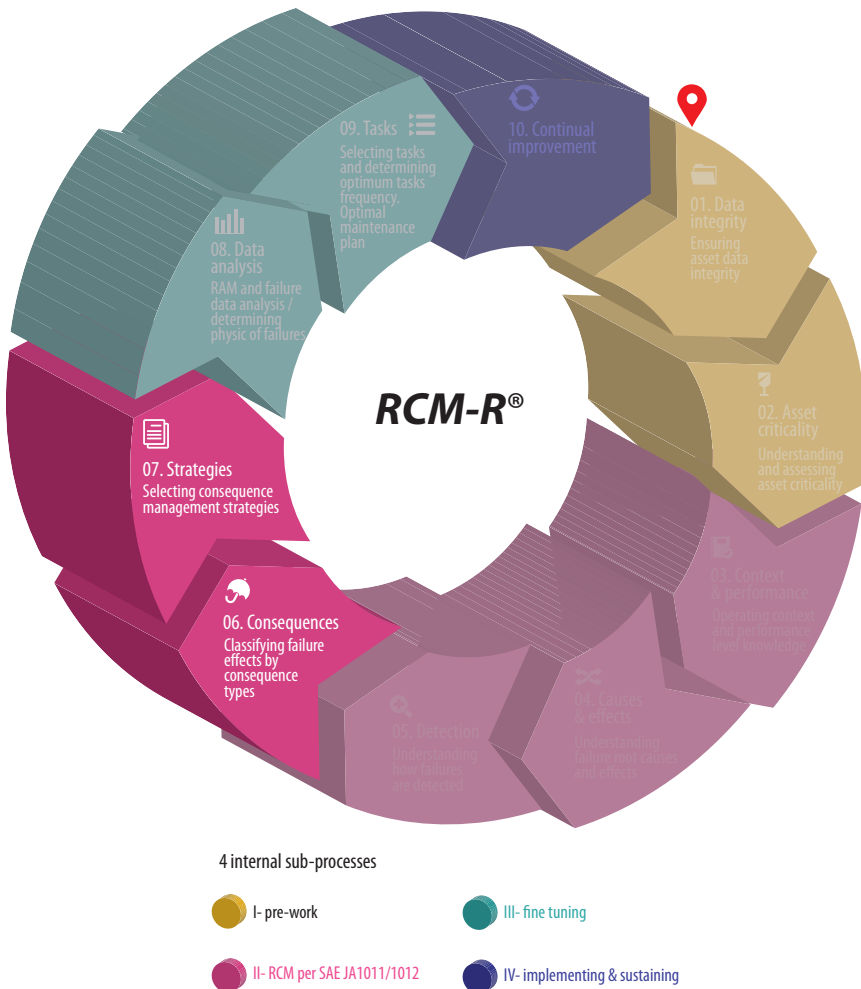 RCM-R®
01. Data
integrity
Ensuring
asset data
integrity
02. Asset
criticality
Understanding
and assessing
asset criticality
03. Context
& performance
Operating context
and performance
level knowledge
04. Causes
& effects
Understanding
failure root causes
and effects
05. Detection
Understanding
how failures
are desected
06. Consequences
Classifying failure
effects by
consequence
types
07. Strategies
Selecting consequence
management strategies
08. Data
analysis
RAM and failure
data analysis /
determining
physic of failures
09. Tasks
Selecting tasks
and determining
optimum tasks
frequency.
Optimal
maintenance
plan
10. Continual
improvement
4 internal sub-processes
I- pre-work
III- fine tuning
II- RCM per SAE JA1011/1012
IV- implementing & sustaining